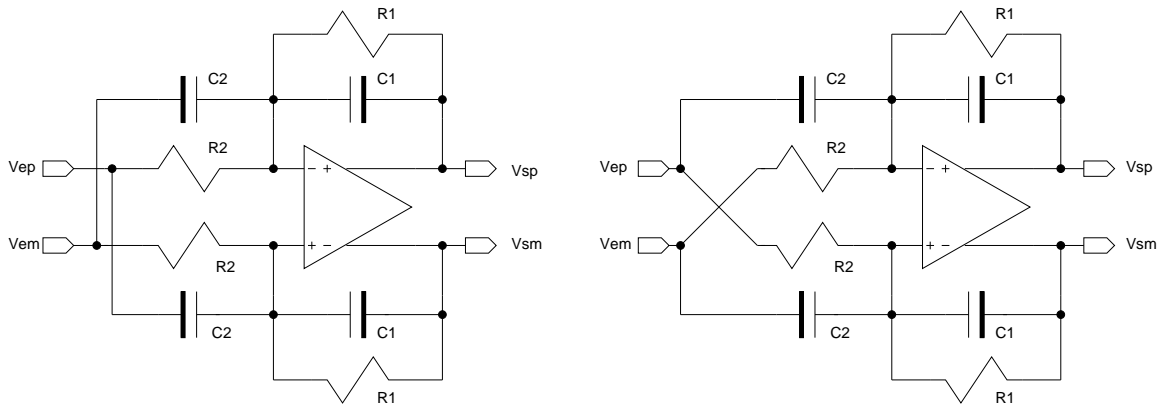 R1
C2
C1
Vep
R2
− +
Vsp
Vem
+ −
Vsm
R2
C2
C1
R1
R1
C2
C1
Vep
R2
− +
Vsp
Vem
+ −
Vsm
R2
C2
C1
R1